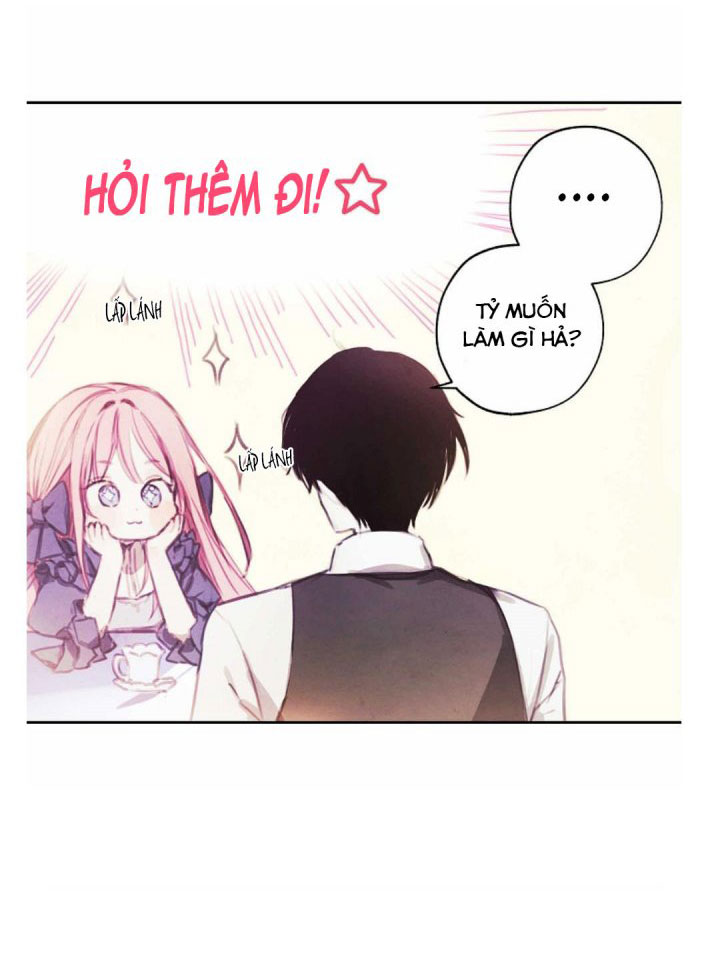 HỎI THÊM ĐI! ☆
....
TỶ MUỐN
LÀM GÌ HẢ?
LẤP LÁNH
LẤP LÁNH